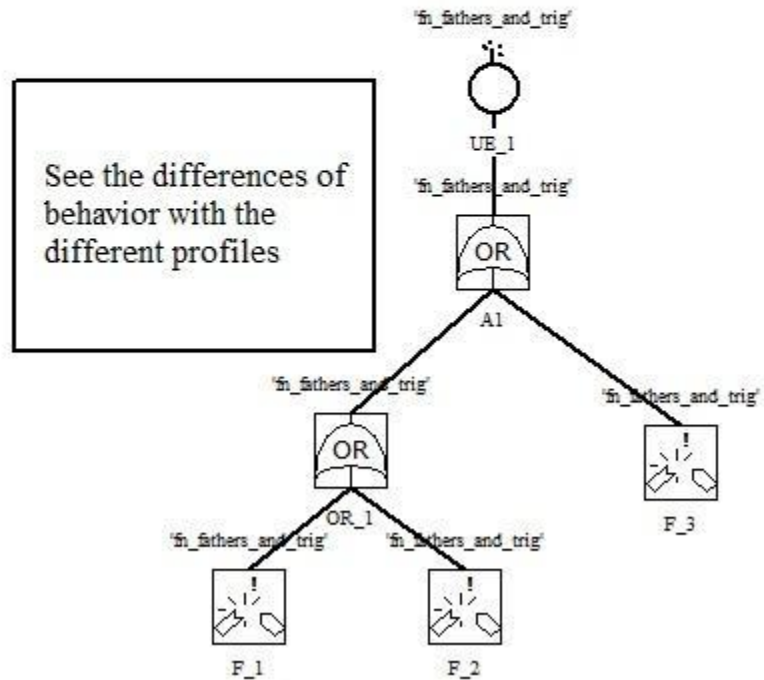 'fn_fathers_and_trig'
UE_1
'fn_fathers_and_trig'
See the differences of
behavior with the
different profiles
OR
A1
'fn_fathers_and_trig'
'fn_fathers_and_trig'
OR
!
OR_1
F_3
'fn_fathers_and_trig'
'fn_fathers_and_trig'
!
!
F_1
F_2